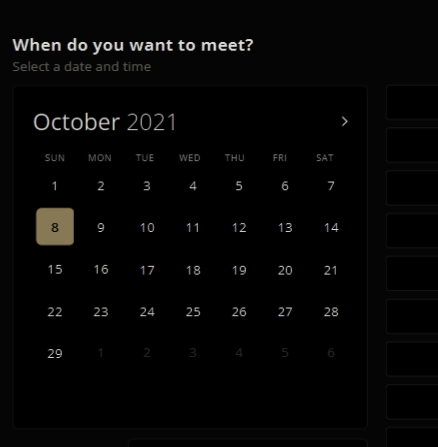 When do you want to meet?
Select a date and time
October 2021
SUN MON TUE WED THU FRI SAT
1 2 3 4 5 6 7
8 9 10 11 12 13 14
15 16 17 18 19 20 21
22 23 24 25 26 27 28
29 1 2 3 4 5 6